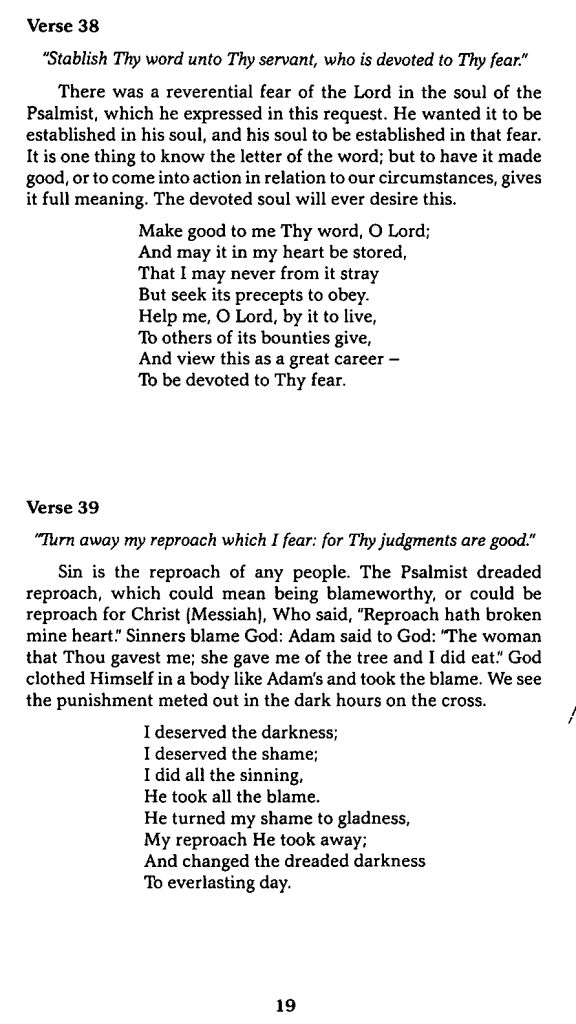 Verse 38
"Stablish Thy word unto Thy servant, who is devoted to Thy fear."
There was a reverential fear of the Lord in the soul of the
Psalmist, which he expressed in this request. He wanted it to be
established in his soul, and his soul to be established in that fear.
It is one thing to know the letter of the word; but to have it made
good, or to come into action in relation to our circumstances, gives
it full meaning. The devoted soul will ever desire this.
Make good to me Thy word, O Lord;
And may it in my heart be stored,
That I may never from it stray
But seek its precepts to obey.
Help me, O Lord, by it to live,
To others of its bounties give,
And view this as a great career –
To be devoted to Thy fear.
Verse 39
"Turn away my reproach which I fear: for Thy judgments are good."
Sin is the reproach of any people. The Psalmist dreaded
reproach, which could mean being blameworthy, or could be
reproach for Christ (Messiah), Who said, "Reproach hath broken
mine heart." Sinners blame God: Adam said to God: "The woman
that Thou gavest me; she gave me of the tree and I did eat." God
clothed Himself in a body like Adam's and took the blame. We see
the punishment meted out in the dark hours on the cross.
I deserved the darkness;
I deserved the shame;
I did all the sinning,
He took all the blame.
He turned my shame to gladness,
My reproach He took away;
And changed the dreaded darkness
To everlasting day.
19